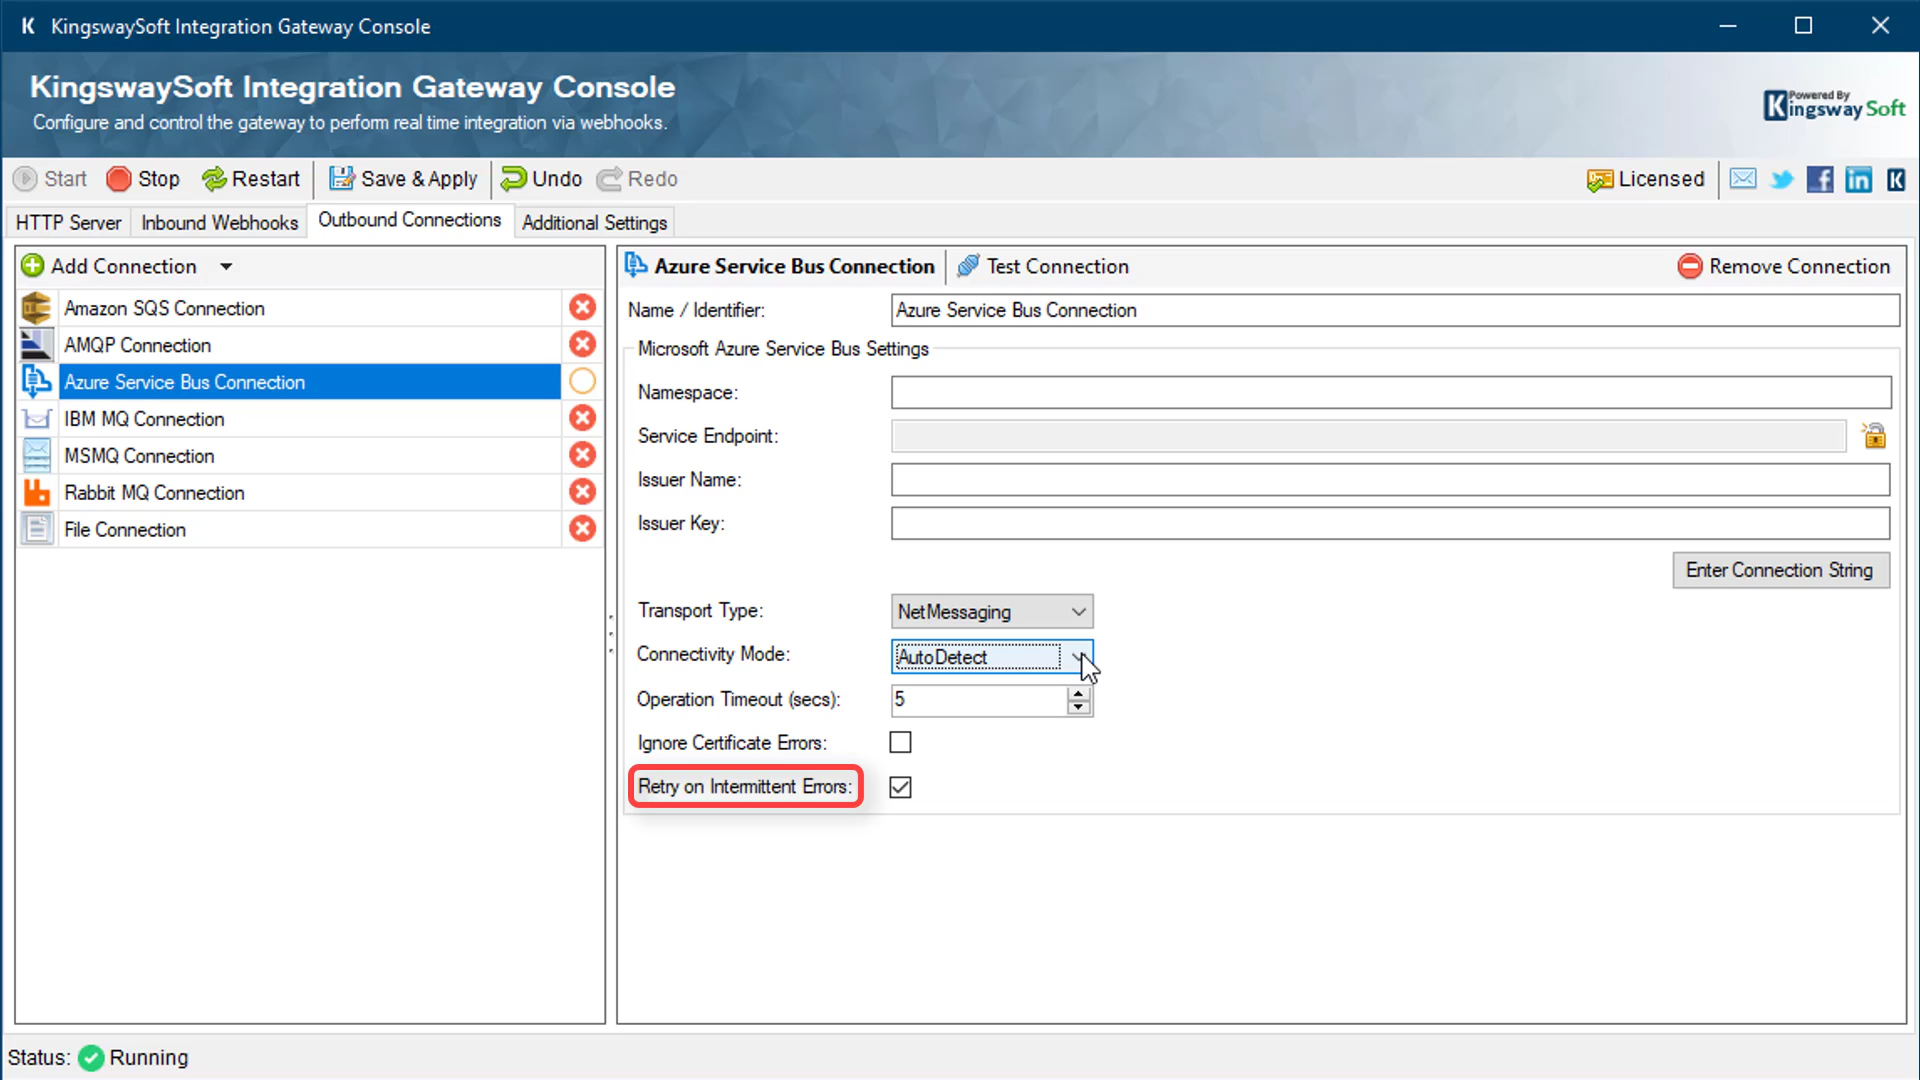 K KingswaySoft Integration Gateway Console
KingswaySoft Integration Gateway Console
Configure and control the gateway to perform real time integration via webhooks.
Powered By
KingswaySoft
Start Stop Restart Save & Apply Undo Redo Licensed f in K
HTTP Server Inbound Webhooks Outbound Connections Additional Settings
Add Connection
Amazon SQS Connection
AMQP Connection
Azure Service Bus Connection
IBM MQ Connection
MSMQ Connection
Rabbit MQ Connection
File Connection
Azure Service Bus Connection Test Connection Remove Connection
Name / Identifier: Azure Service Bus Connection
Microsoft Azure Service Bus Settings
Namespace:
Service Endpoint:
Issuer Name:
Issuer Key:
Enter Connection String
Transport Type: NetMessaging
Connectivity Mode: AutoDetect
Operation Timeout (secs): 5
Ignore Certificate Errors:
Retry on Intermittent Errors:
Status: Running